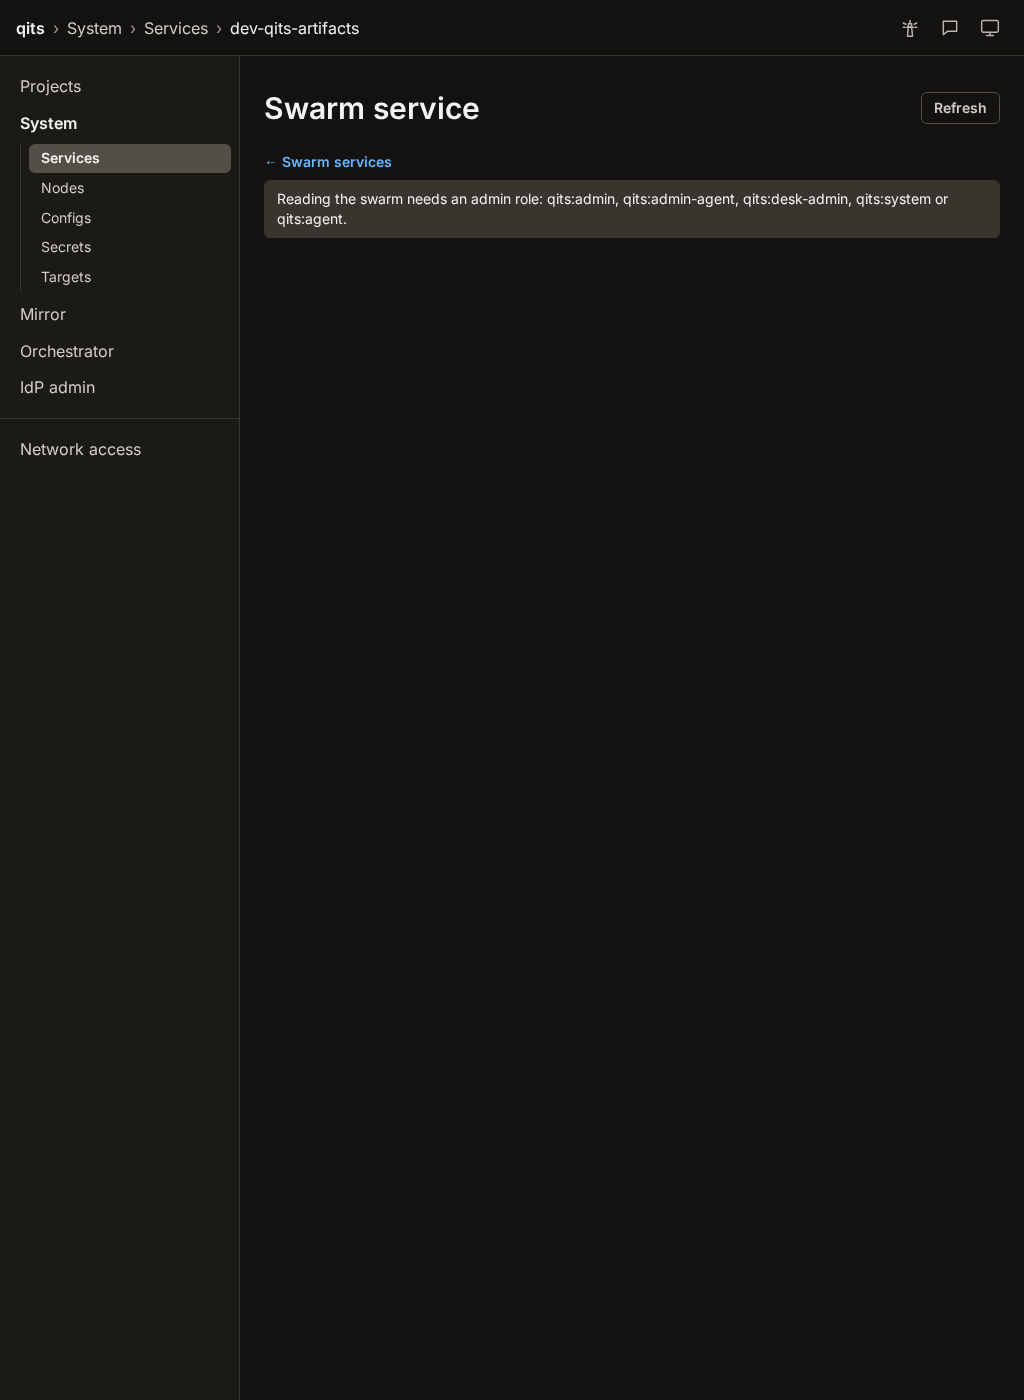 qits › System › Services › dev-qits-artifacts
Projects
System
Services
Nodes
Configs
Secrets
Targets
Mirror
Orchestrator
IdP admin
Network access
Swarm service
Refresh
← Swarm services
Reading the swarm needs an admin role: qits:admin, qits:admin-agent, qits:desk-admin, qits:system or
qits:agent.